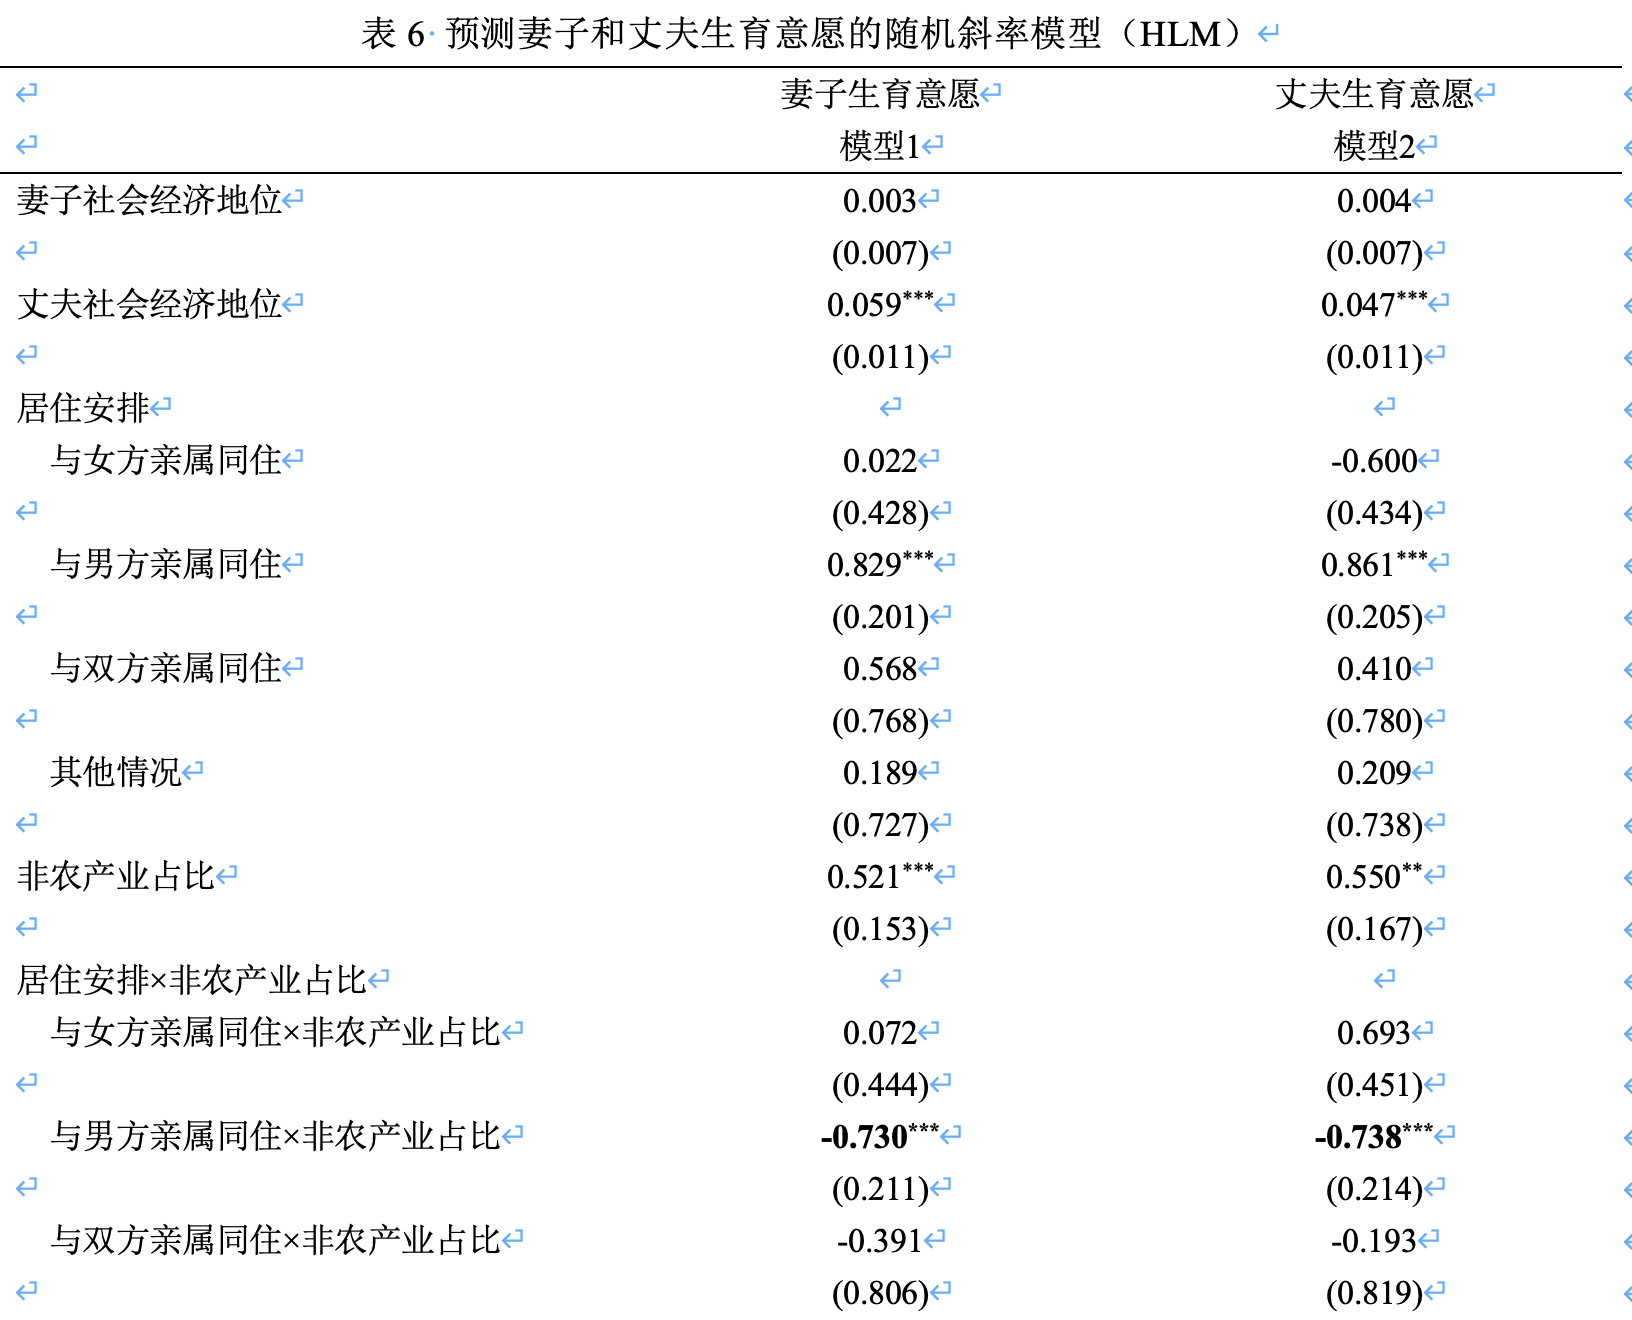 表 6 预测妻子和丈夫生育意愿的随机斜率模型（HLM）
妻子生育意愿 丈夫生育意愿
模型1 模型2
妻子社会经济地位 0.003 0.004
(0.007) (0.007)
丈夫社会经济地位 0.059*** 0.047***
(0.011) (0.011)
居住安排
与女方亲属同住 0.022 -0.600
(0.428) (0.434)
与男方亲属同住 0.829*** 0.861***
(0.201) (0.205)
与双方亲属同住 0.568 0.410
(0.768) (0.780)
其他情况 0.189 0.209
(0.727) (0.738)
非农产业占比 0.521*** 0.550**
(0.153) (0.167)
居住安排×非农产业占比
与女方亲属同住×非农产业占比 0.072 0.693
(0.444) (0.451)
与男方亲属同住×非农产业占比 -0.730*** -0.738***
(0.211) (0.214)
与双方亲属同住×非农产业占比 -0.391 -0.193
(0.806) (0.819)